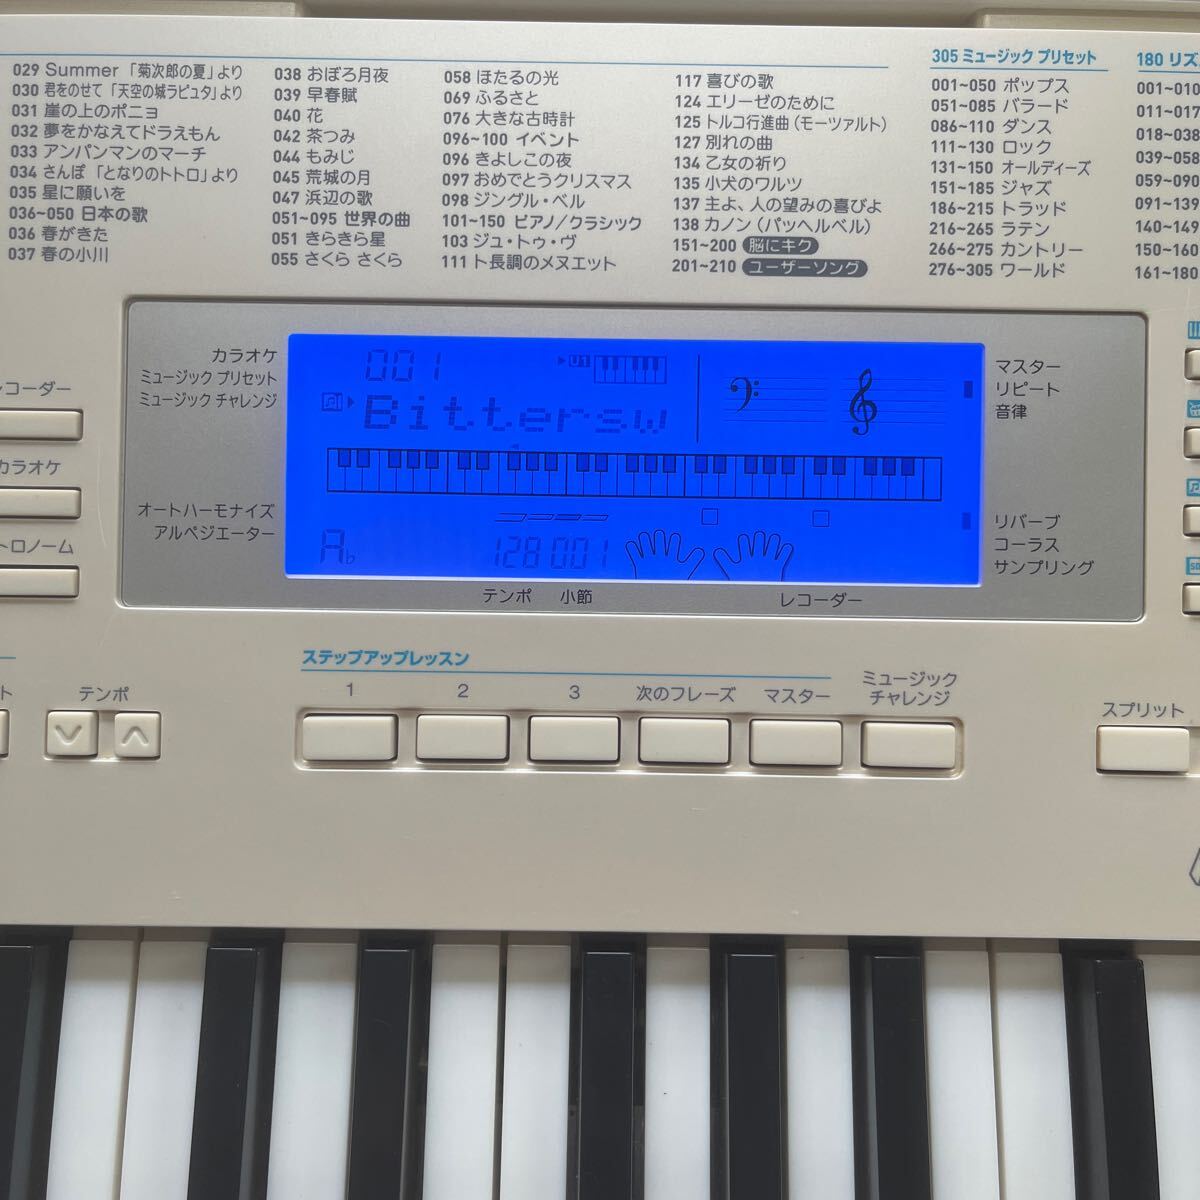 029 Summer 「菊次郎の夏」より
030 君をのせて「天空の城ラピュタ」より
031 崖の上のポニョ
032 夢をかなえてドラえもん
033 アンパンマンのマーチ
034 さんぽ「となりのトトロ」より
035 星に願いを
036~050 日本の歌
036 春がきた
037 春の小川
038 おぼろ月夜
039 早春賦
040 花
042 茶つみ
044 もみじ
045 荒城の月
047 浜辺の歌
051~095 世界の曲
051 きらきら星
055 さくら さくら
058 ほたるの光
069 ふるさと
076 大きな古時計
096~100 イベント
096 きよしこの夜
097 おめでとうクリスマス
098 ジングル・ベル
101~150 ピアノ/クラシック
103 ジュ・トゥ・ヴ
111 ト長調のメヌエット
117 喜びの歌
124 エリーゼのために
125 トルコ行進曲(モーツァルト)
127 別れの曲
134 乙女の祈り
135 小犬のワルツ
137 主よ、人の望みの喜びよ
138 カノン(パッヘルベル)
151~200 脳にキク
201~210 ユーザーソング
305 ミュージック プリセット
001~050 ポップス
051~085 バラード
086~110 ダンス
111~130 ロック
131~150 オールディーズ
151~185 ジャズ
186~215 トラッド
216~265 ラテン
266~275 カントリー
276~305 ワールド
180 リズ
001~010
011~017
018~038
039~058
059~090
091~139
140~149
150~160
161~180
カラオケ
ミュージック プリセット
ミュージック チャレンジ
オートハーモナイズ
アルペジエーター
001
U1
Bittersw
A♭
128 001
テンポ
小節
レコーダー
マスター
リピート
音律
リバーブ
コーラス
サンプリング
コーダー
カラオケ
トロノーム
ト
テンポ
ステップアップレッスン
1
2
3
次のフレーズ
マスター
ミュージック
チャレンジ
スプリット